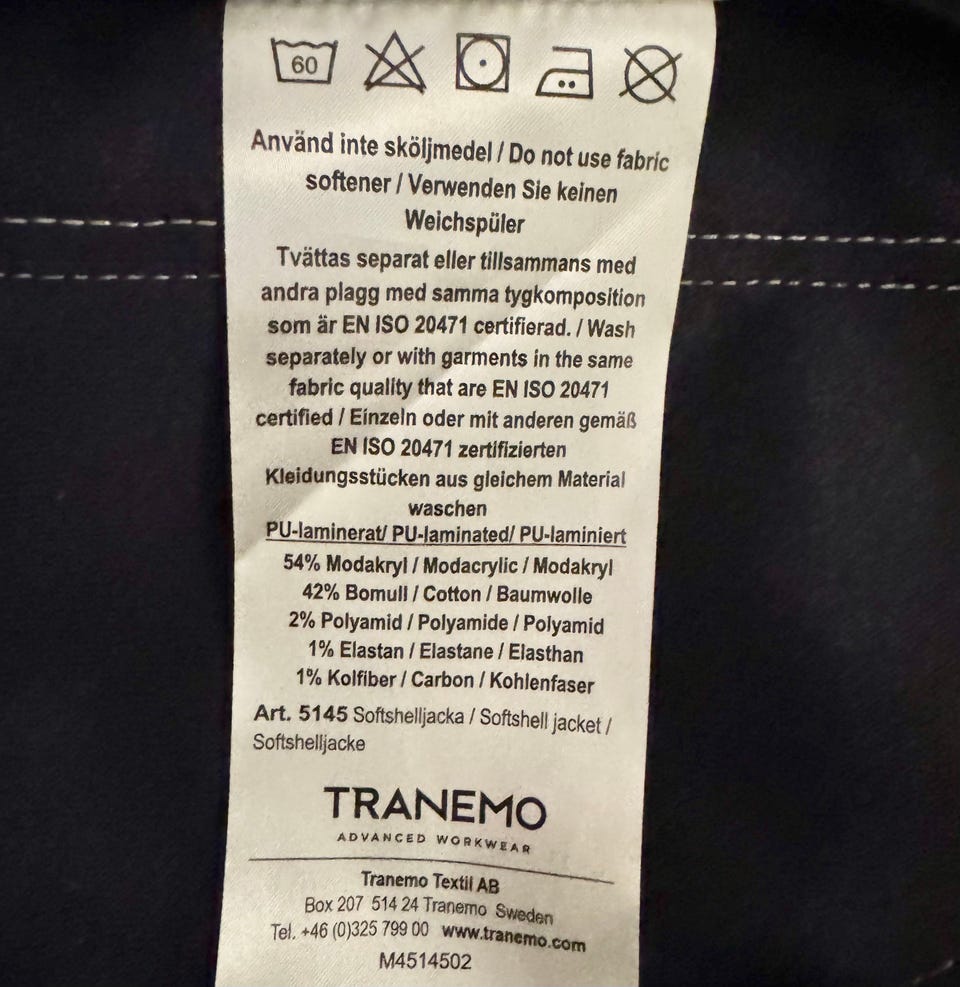 60
Använd inte sköljmedel / Do not use fabric
softener / Verwenden Sie keinen
Weichspüler
Tvättas separat eller tillsammans med
andra plagg med samma tygkomposition
som är EN ISO 20471 certifierad. / Wash
separately or with garments in the same
fabric quality that are EN ISO 20471
certified / Einzeln oder mit anderen gemäß
EN ISO 20471 zertifizierten
Kleidungsstücken aus gleichem Material
waschen
PU-laminerat/ PU-laminated/ PU-laminiert
54% Modakryl / Modacrylic / Modakryl
42% Bomull / Cotton / Baumwolle
2% Polyamid / Polyamide / Polyamid
1% Elastan / Elastane / Elasthan
1% Kolfiber / Carbon / Kohlenfaser
Art. 5145 Softshelljacka / Softshell jacket /
Softshelljacke
TRANEMO
ADVANCED WORKWEAR
Tranemo Textil AB
Box 207 514 24 Tranemo Sweden
Tel. +46 (0)325 799 00 www.tranemo.com
M4514502